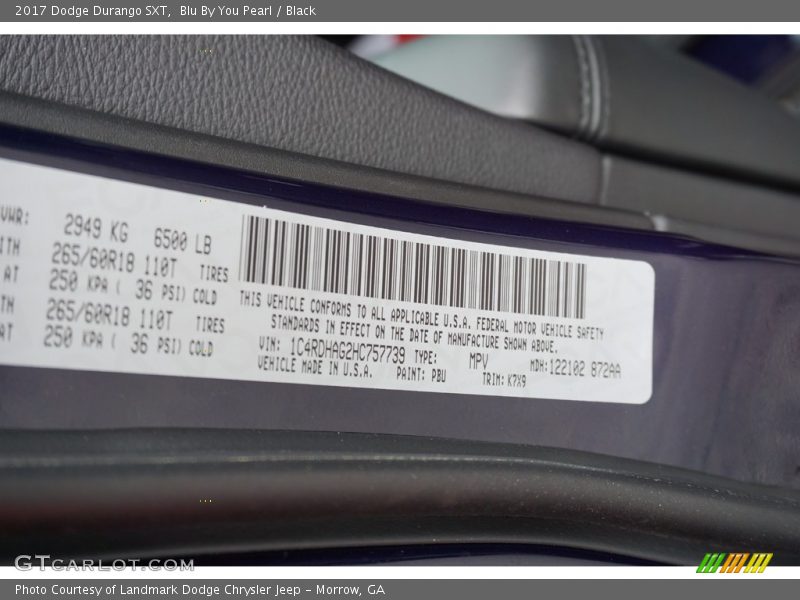 2017 Dodge Durango SXT, Blu By You Pearl / Black
VWR: 2949 KG 6500 LB
ITH 265/60R18 110T TIRES
AT 250 KPA ( 36 PSI) COLD
TH 265/60R18 110T TIRES
AT 250 KPA ( 36 PSI) COLD
THIS VEHICLE CONFORMS TO ALL APPLICABLE U.S.A. FEDERAL MOTOR VEHICLE SAFETY
STANDARDS IN EFFECT ON THE DATE OF MANUFACTURE SHOWN ABOVE.
VIN: 1C4RDHAG2HC757739 TYPE: MPV MDH:122102 872AA
VEHICLE MADE IN U.S.A. PAINT: PBU TRIM: K7X9
GTCARLOT.COM
Photo Courtesy of Landmark Dodge Chrysler Jeep – Morrow, GA